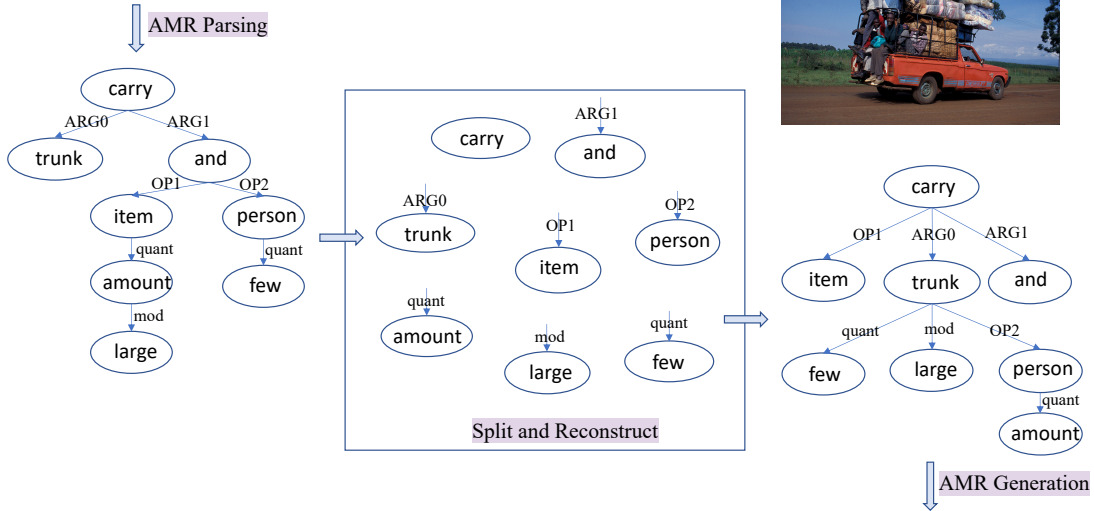 AMR Parsing
carry
ARG0
ARG1
trunk
and
OP1
OP2
item
person
quant
quant
amount
few
mod
large
carry
ARG1
and
ARG0
trunk
OP1
item
OP2
person
quant
amount
mod
large
quant
few
Split and Reconstruct
carry
OP1
ARG0
ARG1
item
trunk
and
quant
mod
OP2
few
large
person
quant
amount
AMR Generation